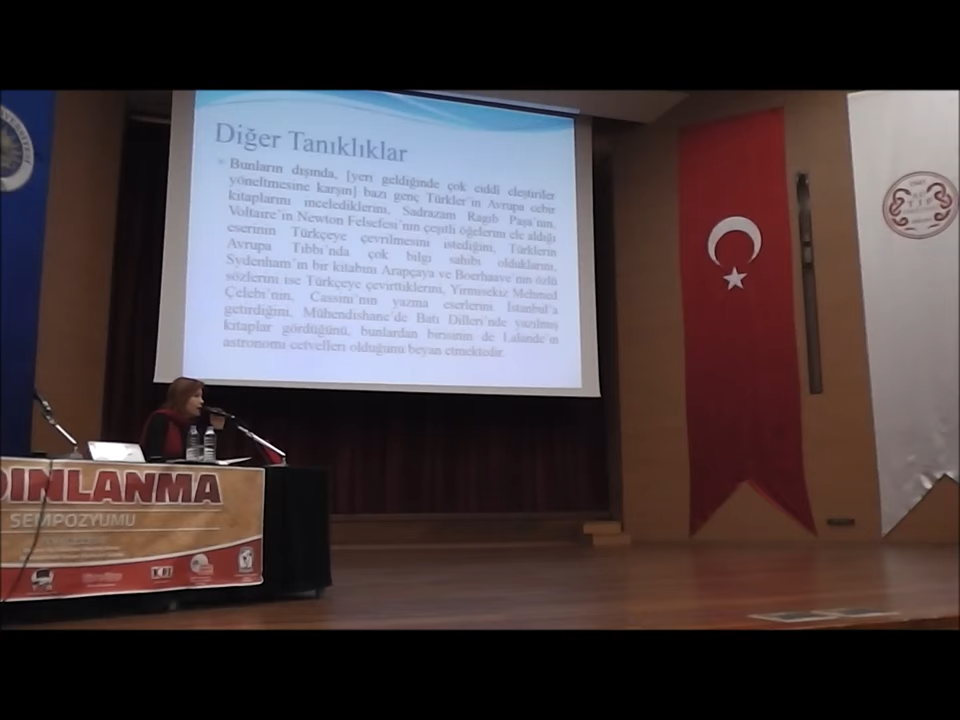 Diğer Tanıklıklar
Bunların dışında, [yeri geldiğinde çok ciddî eleştiriler
yöneltmesine karşın] bazı genç Türkler'in Avrupa cebir
kitaplarını incelediklerini, Sadrazam Ragıb Paşa'nın,
Voltaire'in Newton Felsefesi'nin çeşitli öğelerini ele aldığı
eserinin Türkçeye çevrilmesini istediğini, Türklerin
Avrupa Tıbbı'nda çok bilgi sahibi olduklarını,
Sydenham'ın bir kitabını Arapçaya ve Boerhaave'nin özlü
sözlerini ise Türkçeye çevirttiklerini, Yirmisekiz Mehmed
Çelebi'nin, Cassini'nin yazma eserlerini İstanbul'a
getirdiğini, Mühendishane'de Batı Dilleri'nde yazılmış
kitaplar gördüğünü, bunlardan birisinin de Lalande'ın
astronomi cetvelleri olduğunu beyan etmektedir.
DINLANMA
SEMPOZYUMU
TIP